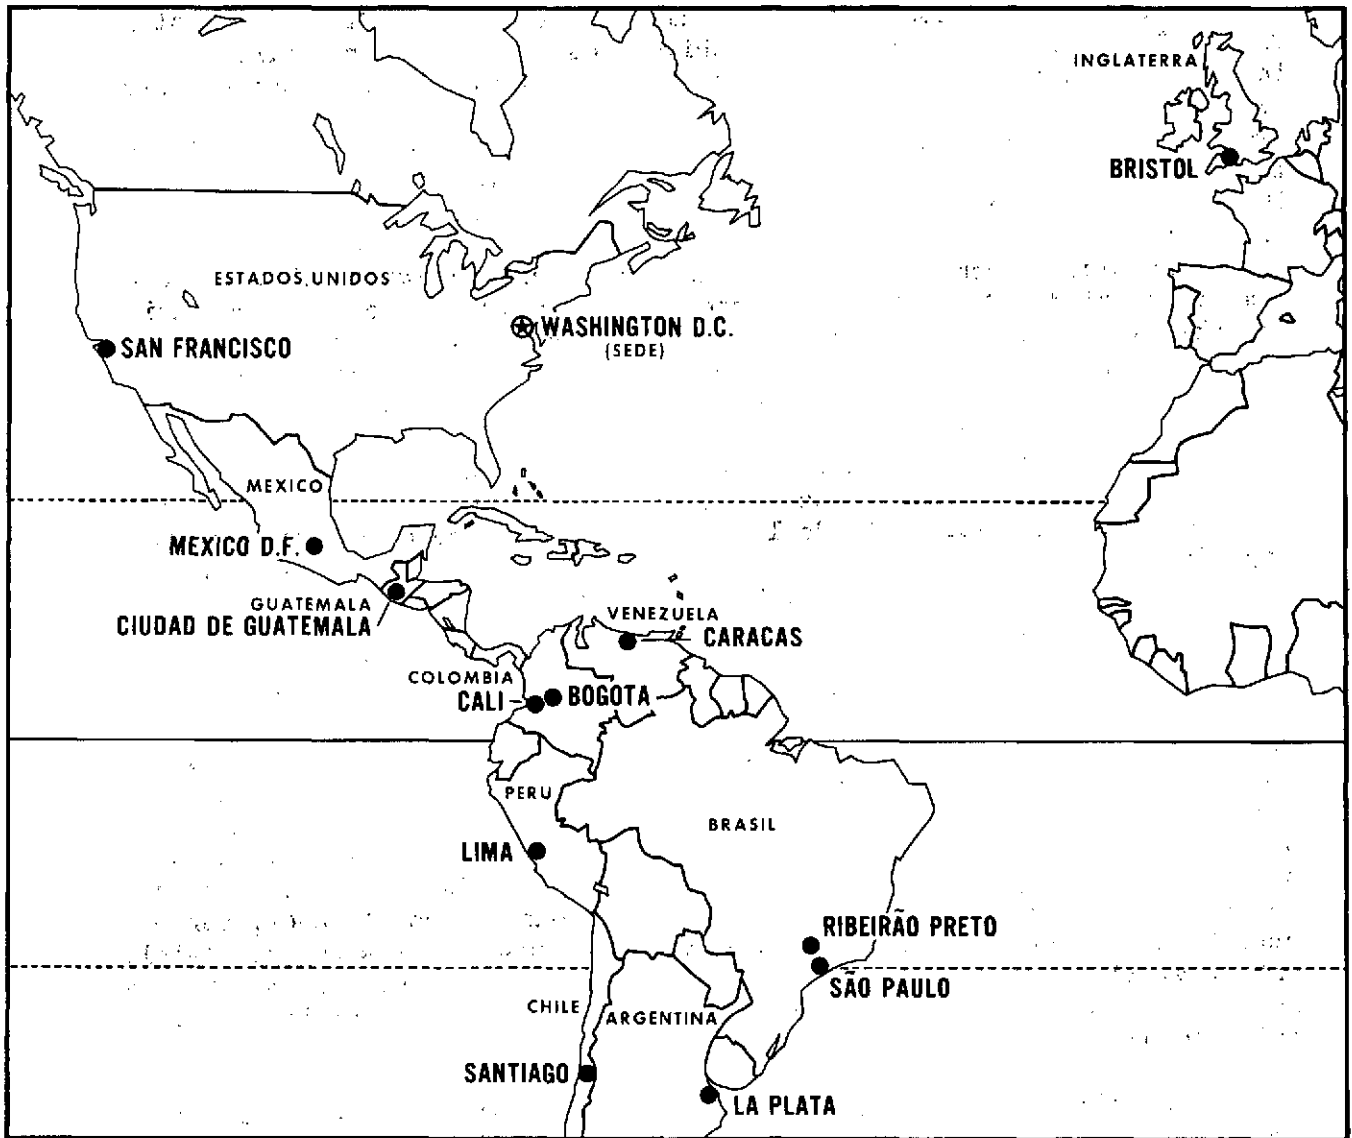 INGLATERRA
BRISTOL
ESTADOS UNIDOS
WASHINGTON D.C.
(SEDE)
SAN FRANCISCO
MEXICO
MEXICO D.F.
GUATEMALA
CIUDAD DE GUATEMALA
VENEZUELA
CARACAS
COLOMBIA
CALI
BOGOTA
PERU
BRASIL
LIMA
RIBEIRÃO PRETO
SÃO PAULO
CHILE
ARGENTINA
SANTIAGO
LA PLATA